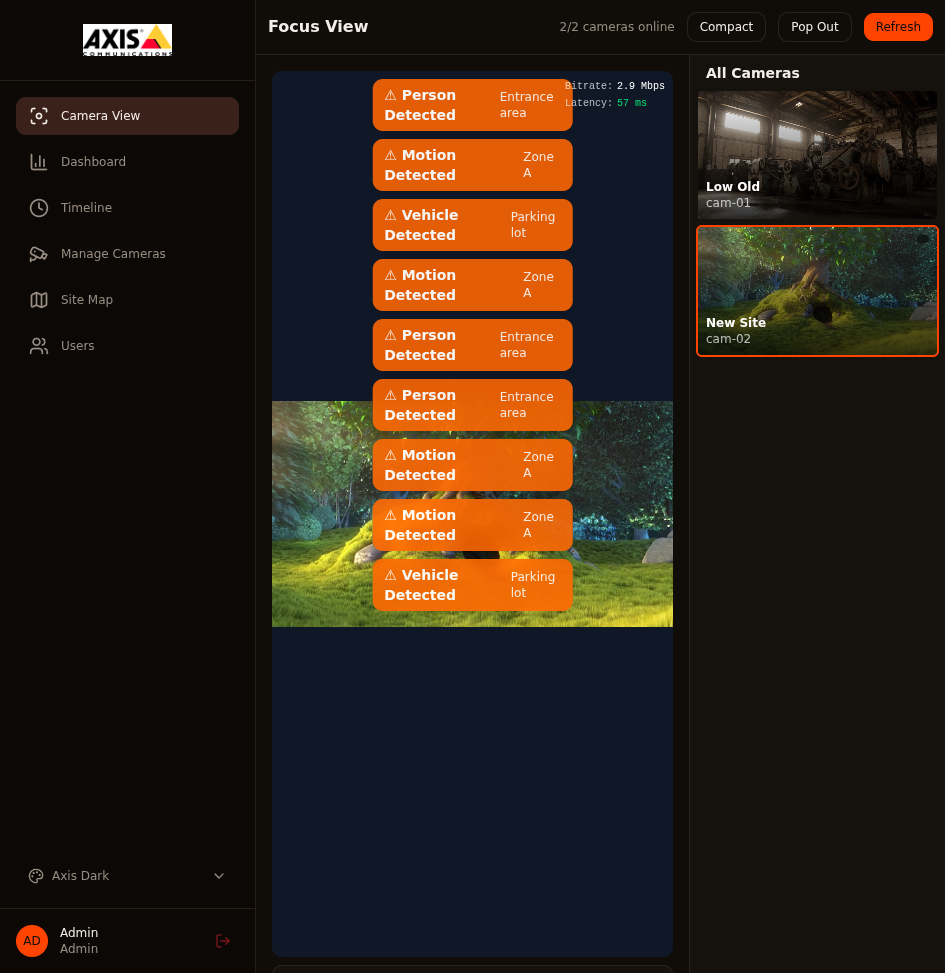 AXIS
COMMUNICATIONS
Camera View
Dashboard
Timeline
Manage Cameras
Site Map
Users
Axis Dark
AD
Admin
Admin
Focus View
2/2 cameras online
Compact
Pop Out
Refresh
Bitrate: 2.9 Mbps
Latency: 57 ms
⚠ Person
Detected
Entrance
area
⚠ Motion
Detected
Zone
A
⚠ Vehicle
Detected
Parking
lot
⚠ Motion
Detected
Zone
A
⚠ Person
Detected
Entrance
area
⚠ Person
Detected
Entrance
area
⚠ Motion
Detected
Zone
A
⚠ Motion
Detected
Zone
A
⚠ Vehicle
Detected
Parking
lot
All Cameras
Low Old
cam-01
New Site
cam-02